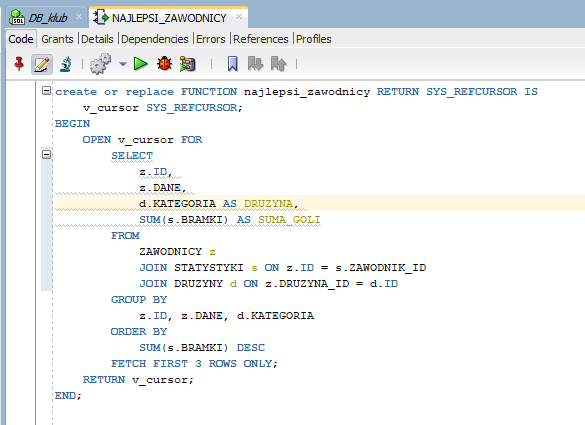 SQL DB_klub NAJLEPSI_ZAWODNICY
Code Grants Details Dependencies Errors References Profiles
create or replace FUNCTION najlepsi_zawodnicy RETURN SYS_REFCURSOR IS
    v_cursor SYS_REFCURSOR;
BEGIN
    OPEN v_cursor FOR
        SELECT
            z.ID,
            z.DANE,
            d.KATEGORIA AS DRUZYNA,
            SUM(s.BRAMKI) AS SUMA_GOLI
        FROM
            ZAWODNICY z
            JOIN STATYSTYKI s ON z.ID = s.ZAWODNIK_ID
            JOIN DRUZYNY d ON z.DRUZYNA_ID = d.ID
        GROUP BY
            z.ID, z.DANE, d.KATEGORIA
        ORDER BY
            SUM(s.BRAMKI) DESC
        FETCH FIRST 3 ROWS ONLY;
    RETURN v_cursor;
END;